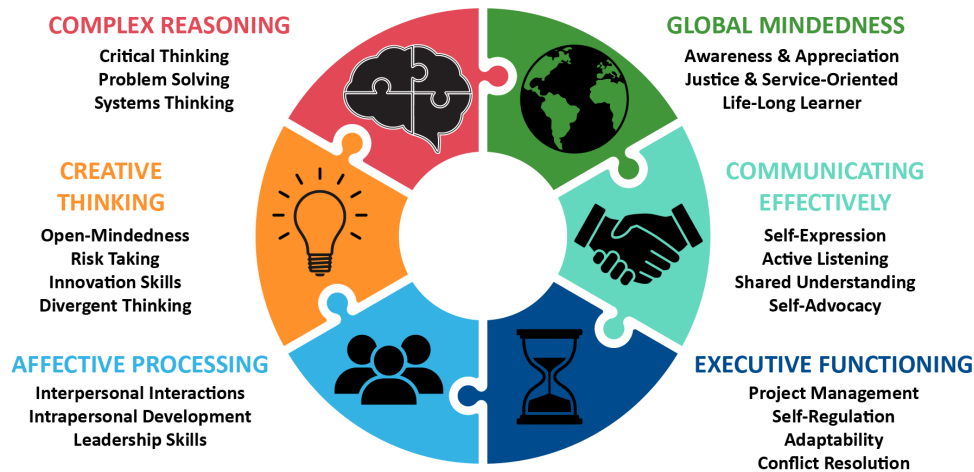 COMPLEX REASONING
Critical Thinking
Problem Solving
Systems Thinking
GLOBAL MINDEDNESS
Awareness & Appreciation
Justice & Service-Oriented
Life-Long Learner
CREATIVE
THINKING
Open-Mindedness
Risk Taking
Innovation Skills
Divergent Thinking
COMMUNICATING
EFFECTIVELY
Self-Expression
Active Listening
Shared Understanding
Self-Advocacy
AFFECTIVE PROCESSING
Interpersonal Interactions
Intrapersonal Development
Leadership Skills
EXECUTIVE FUNCTIONING
Project Management
Self-Regulation
Adaptability
Conflict Resolution